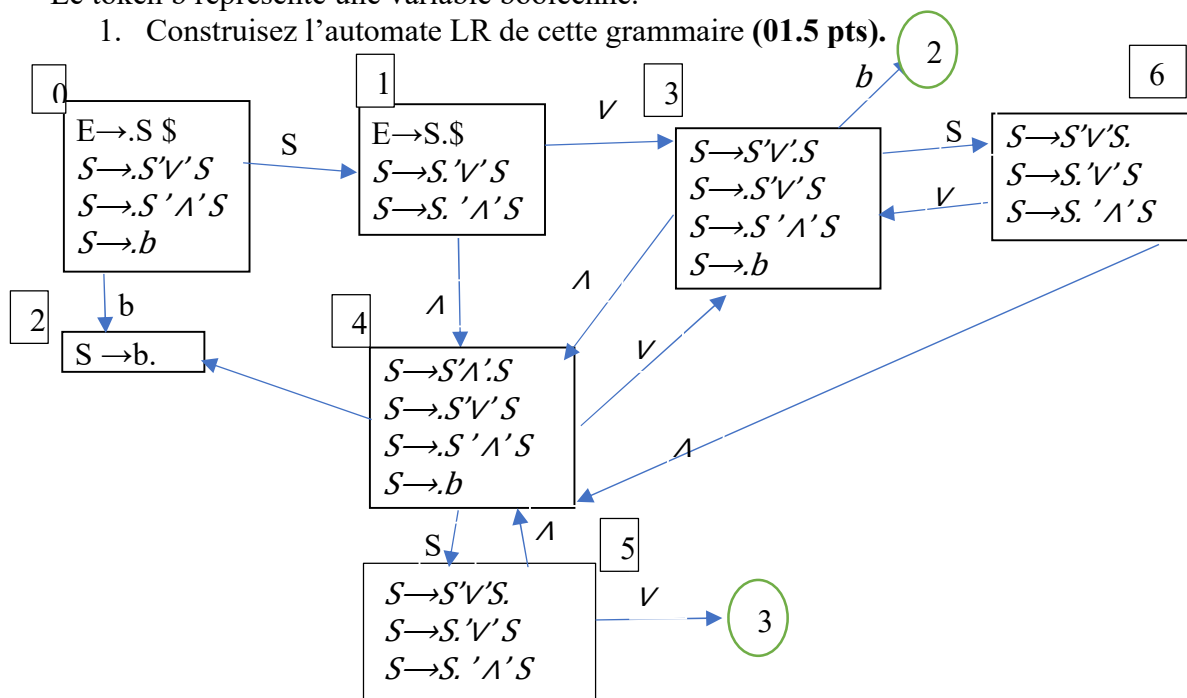 Le token b représente une variable booléenne.
1. Construisez l'automate LR de cette grammaire (01.5 pts).
0
E→.S $
S→.S'∨' S
S→.S '∧' S
S→.b
S
1
E→S.$
S→S.'∨' S
S→S. '∧' S
∨
3
S→S'∨'.S
S→.S'∨' S
S→.S '∧' S
S→.b
b
2
S
6
S→S'∨'S.
S→S.'∨' S
S→S. '∧' S
∨
b
2
S →b.
∧
∧
4
S→S'∧'.S
S→.S'∨' S
S→.S '∧' S
S→.b
∨
∧
S
∧
5
S→S'∨'S.
S→S.'∨' S
S→S. '∧' S
∨
3